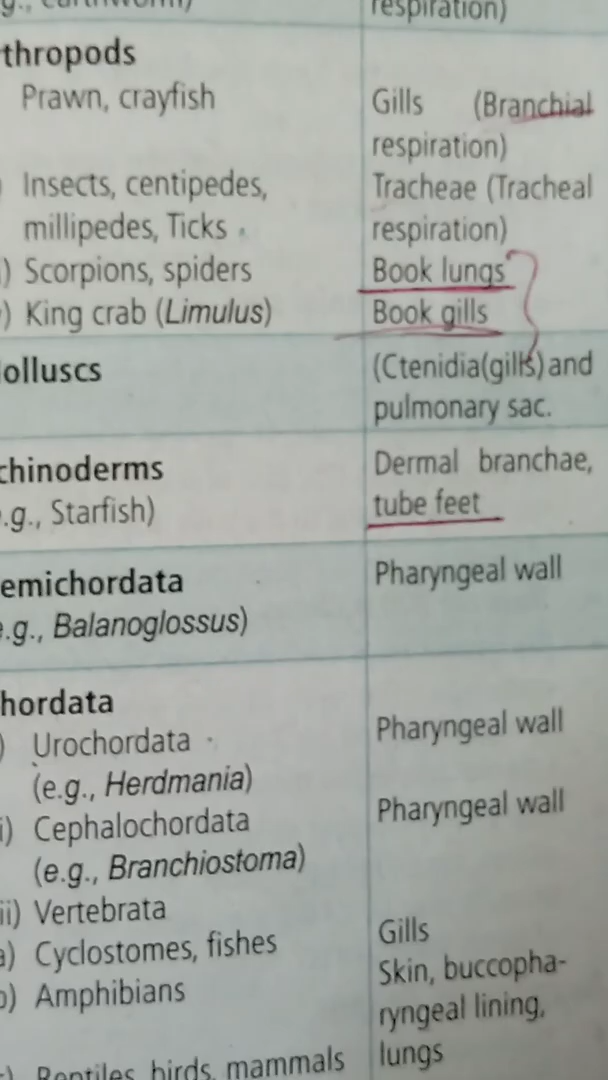 respiration)
thropods
Prawn, crayfish
Gills (Branchial
respiration)
) Insects, centipedes,
millipedes, Ticks
Tracheae (Tracheal
respiration)
i) Scorpions, spiders
Book lungs
) King crab (Limulus)
Book gills
olluscs
(Ctenidia(gills) and
pulmonary sac.
chinoderms
.g., Starfish)
Dermal branchae,
tube feet
emichordata
e.g., Balanoglossus)
Pharyngeal wall
hordata
) Urochordata
(e.g., Herdmania)
Pharyngeal wall
i) Cephalochordata
(e.g., Branchiostoma)
Pharyngeal wall
ii) Vertebrata
a) Cyclostomes, fishes
Gills
b) Amphibians
Skin, buccopha-
ryngeal lining,
lungs
) Reptiles, birds, mammals